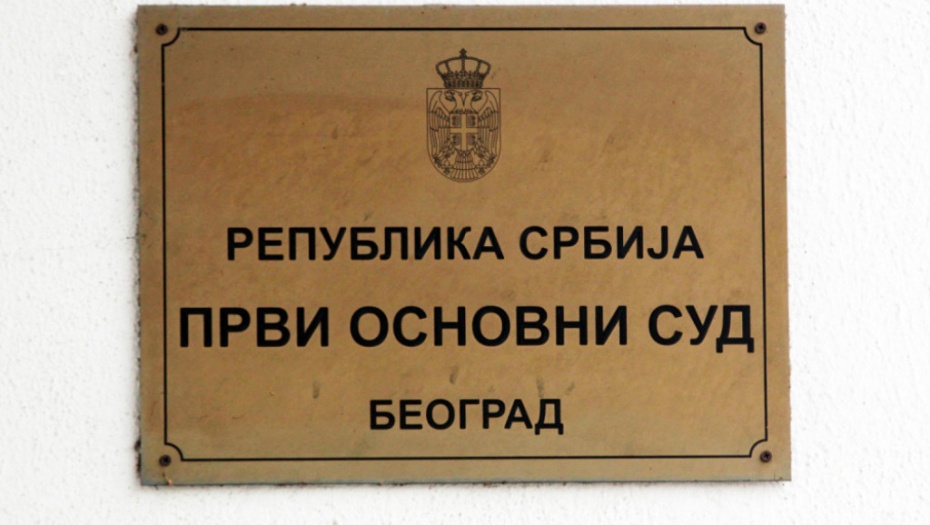 РЕПУБЛИКА СРБИЈА
ПРВИ ОСНОВНИ СУД
БЕОГРАД